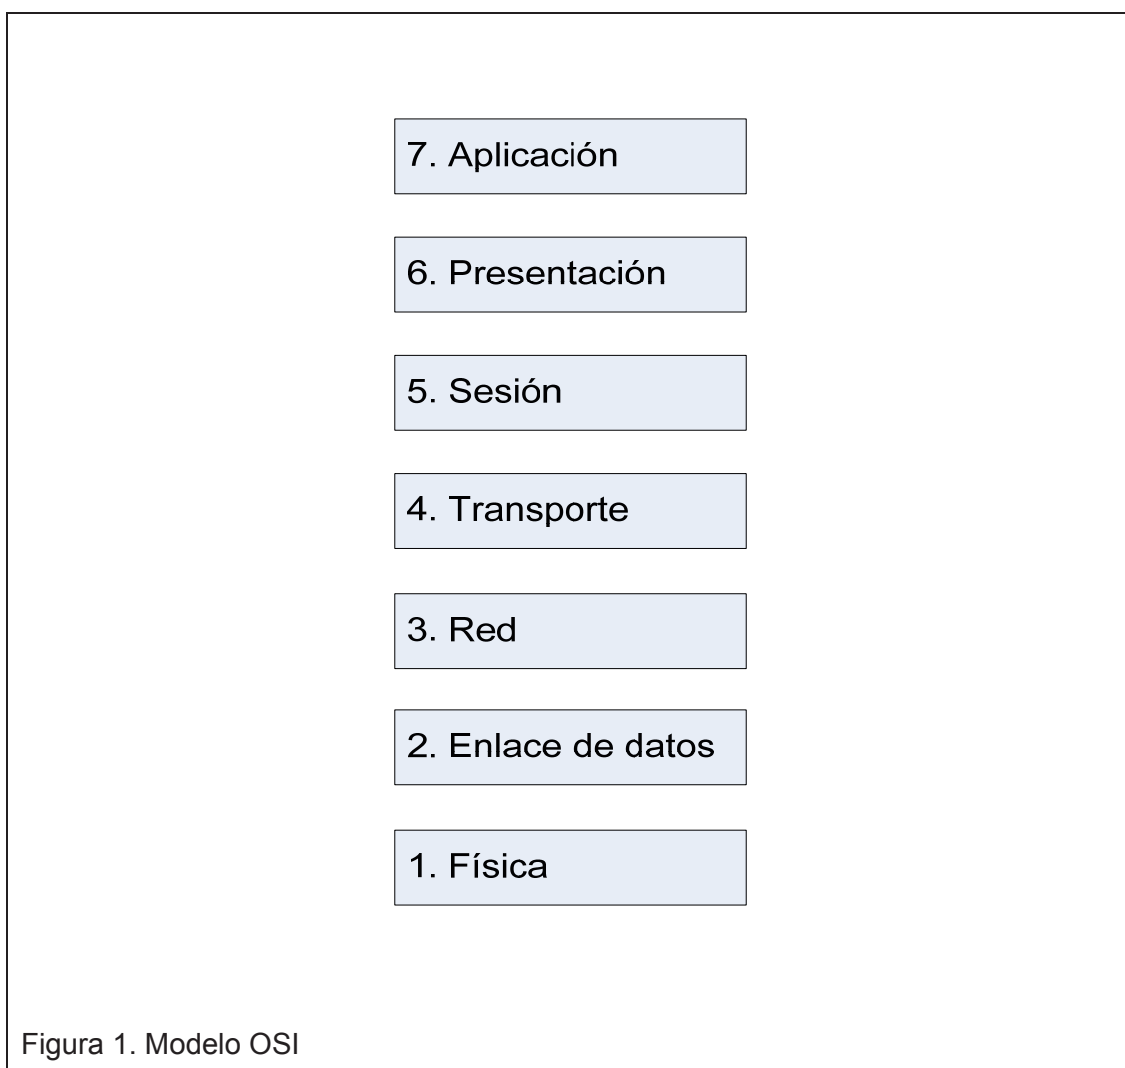 7. Aplicación
6. Presentación
5. Sesión
4. Transporte
3. Red
2. Enlace de datos
1. Física
Figura 1. Modelo OSI